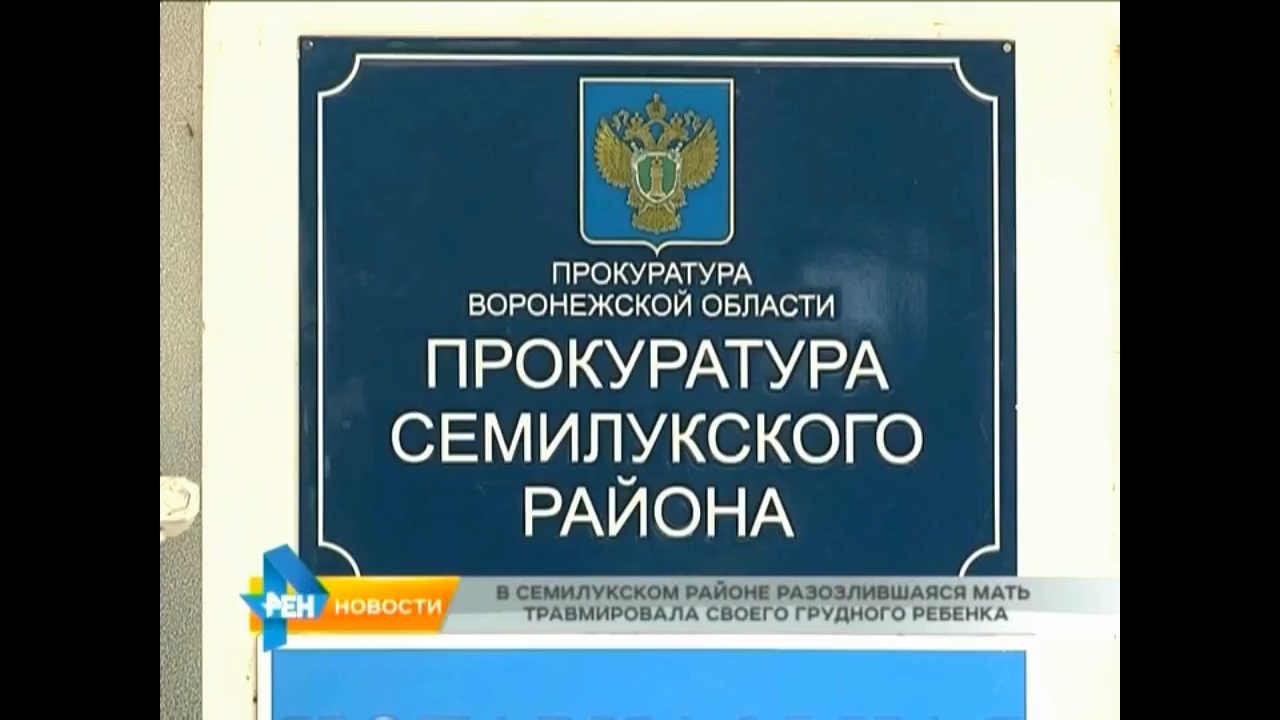 ПРОКУРАТУРА
ВОРОНЕЖСКОЙ ОБЛАСТИ
ПРОКУРАТУРА
СЕМИЛУКСКОГО
РАЙОНА
РЕН НОВОСТИ
В СЕМИЛУКСКОМ РАЙОНЕ РАЗОЗЛИВШАЯСЯ МАТЬ
ТРАВМИРОВАЛА СВОЕГО ГРУДНОГО РЕБЕНКА